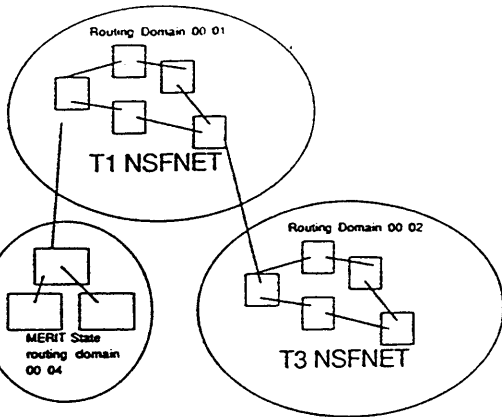 Routing Domain 00 01
T1 NSFNET
Routing Domain 00 02
T3 NSFNET
MERIT State
routing domain
00 04